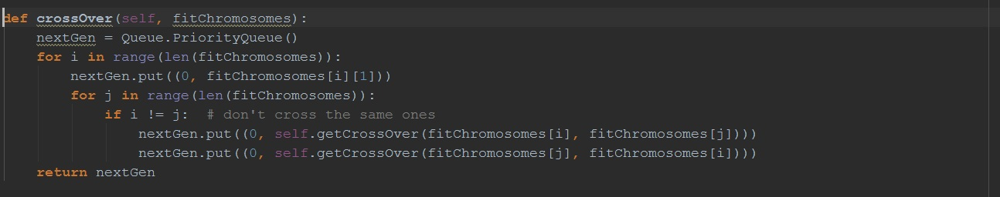 def crossOver(self, fitChromosomes):
    nextGen = Queue.PriorityQueue()
    for i in range(len(fitChromosomes)):
        nextGen.put((0, fitChromosomes[i][1]))
        for j in range(len(fitChromosomes)):
            if i != j:  # don't cross the same ones
                nextGen.put((0, self.getCrossOver(fitChromosomes[i], fitChromosomes[j])))
                nextGen.put((0, self.getCrossOver(fitChromosomes[j], fitChromosomes[i])))
    return nextGen